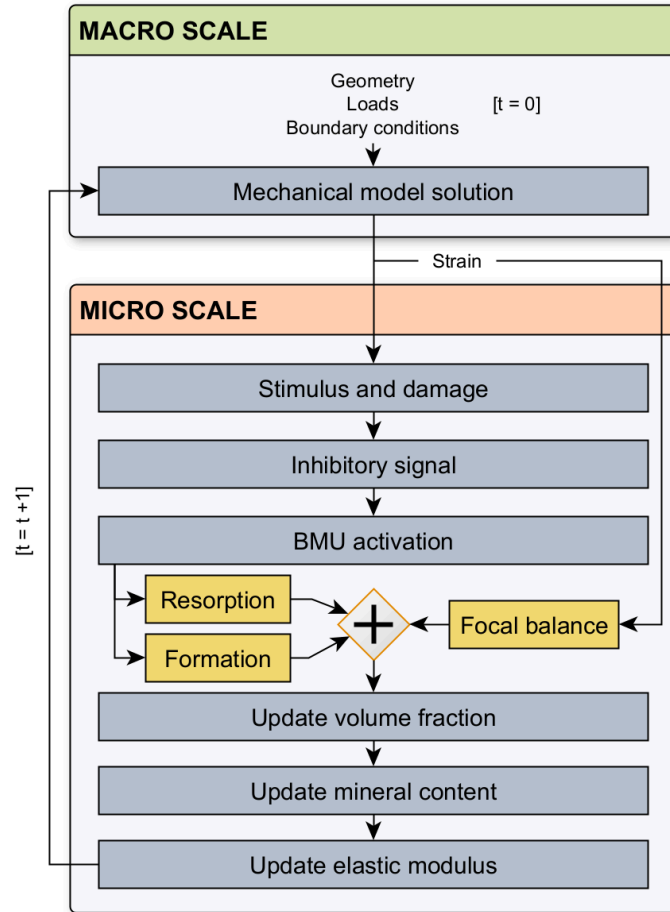 MACRO SCALE
Geometry
Loads
[t = 0]
Boundary conditions
Mechanical model solution
Strain
MICRO SCALE
Stimulus and damage
Inhibitory signal
[t = t +1]
BMU activation
Resorption
Focal balance
Formation
Update volume fraction
Update mineral content
Update elastic modulus